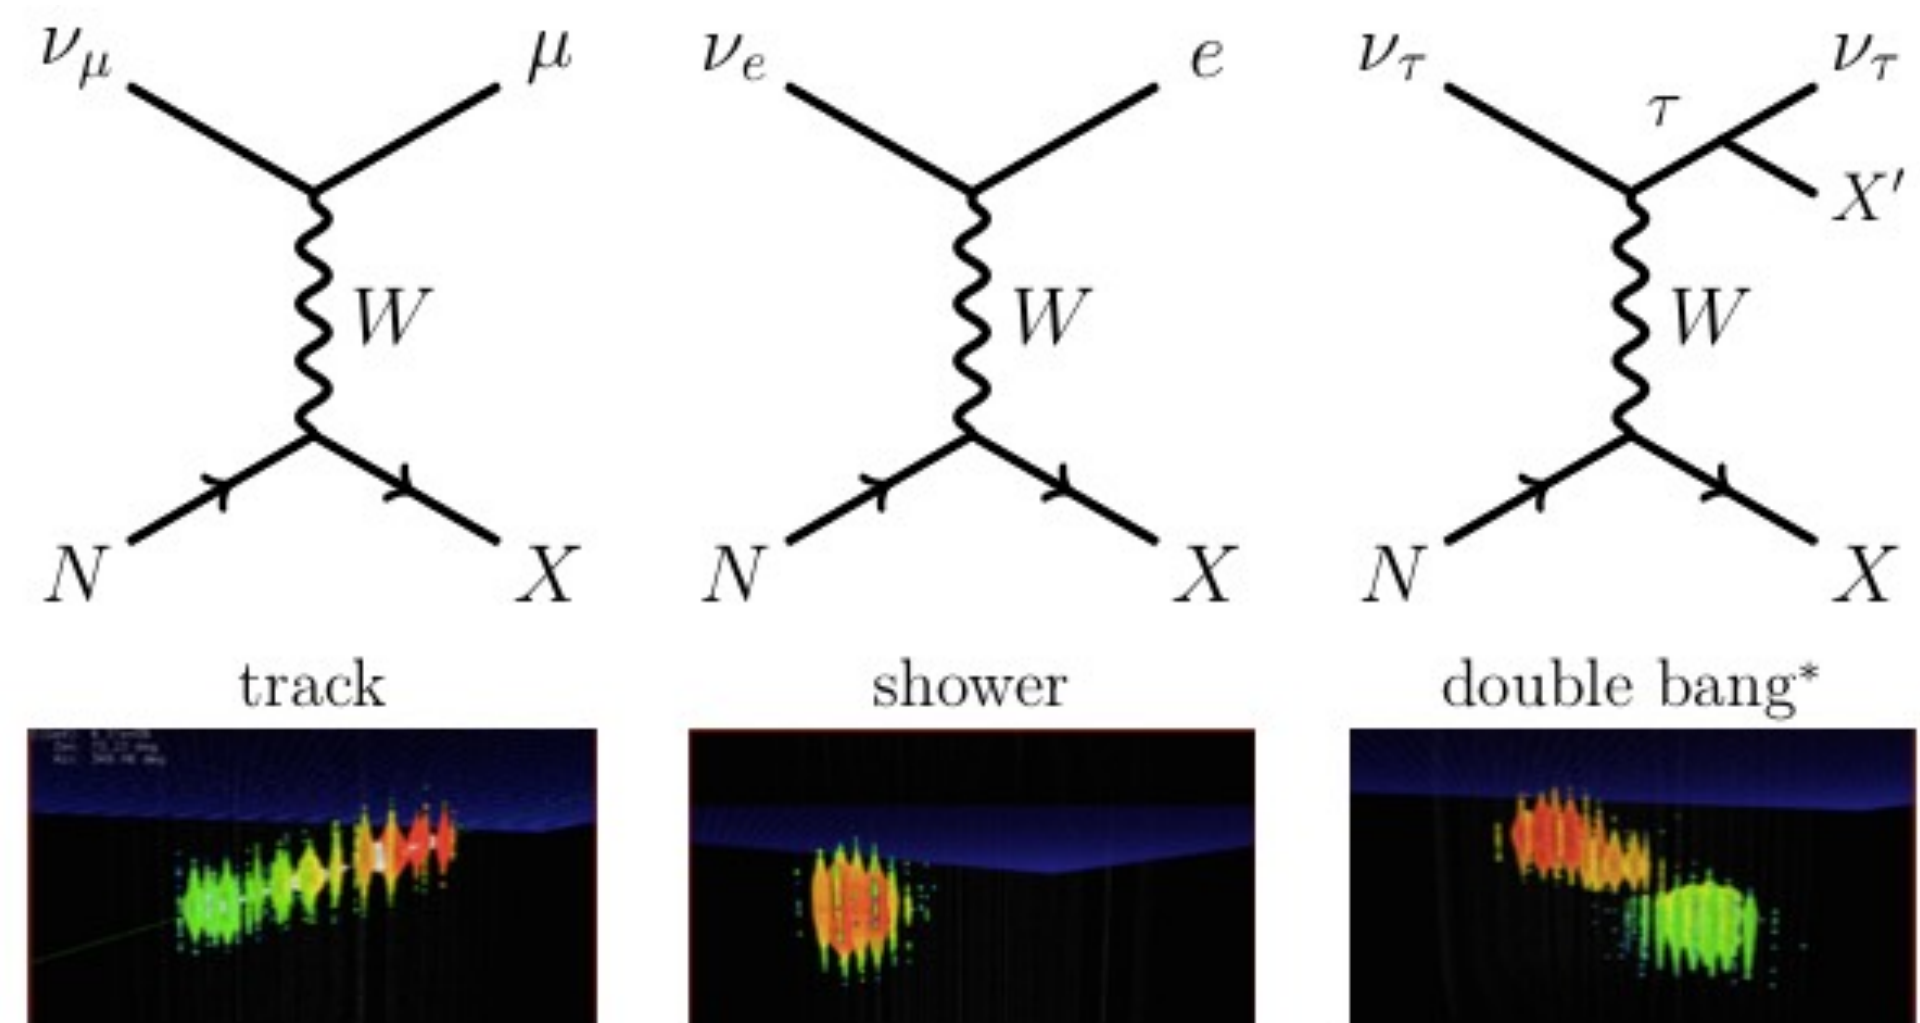 ν_μ μ ν_e e ν_τ τ ν_τ
X′
W W W
N X N X N X
track shower double bang*